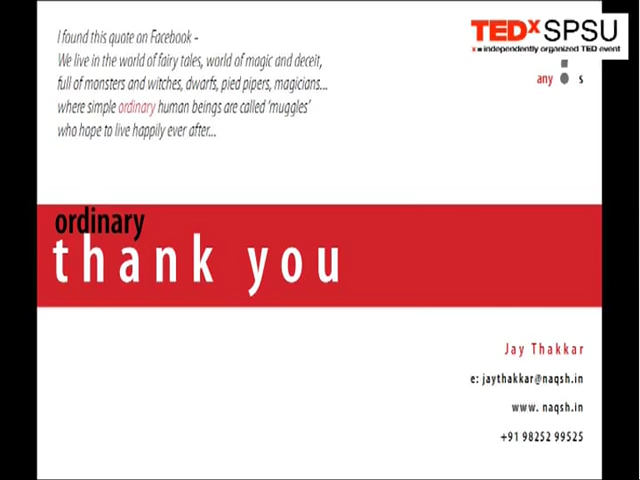 I found this quote on Facebook -
We live in the world of fairy tales, world of magic and deceit,
full of monsters and witches, dwarfs, pied pipers, magicians...
where simple ordinary human beings are called 'muggles'
who hope to live happily ever after...
TEDxSPSU
x = independently organized TED event
any s
ordinary
thank you
Jay Thakkar
e: jaythakkar@naqsh.in
www. naqsh.in
+91 98252 99525